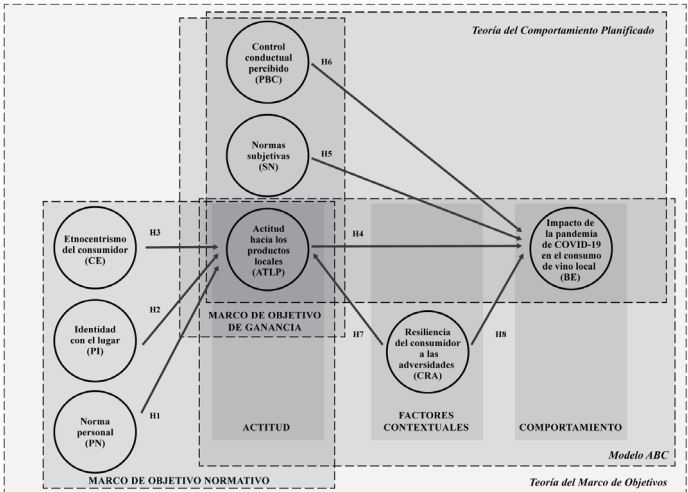 Teoría del Comportamiento Planificado
Control
conductual
percibido
(PBC)
H6
Normas
subjetivas
(SN)
H5
Etnocentrismo
del consumidor
(CE)
H3
Actitud
hacia los
productos
locales
(ATLP)
H4
Impacto de
la pandemia
de COVID-19
en el consumo
de vino local
(BE)
Identidad
con el lugar
(PI)
H2
MARCO DE OBJETIVO
DE GANANCIA
H7
Resiliencia
del consumidor
a las
adversidades
(CRA)
H8
Norma
personal
(PN)
H1
ACTITUD
FACTORES
CONTEXTUALES
COMPORTAMIENTO
Modelo ABC
MARCO DE OBJETIVO NORMATIVO
Teoría del Marco de Objetivos